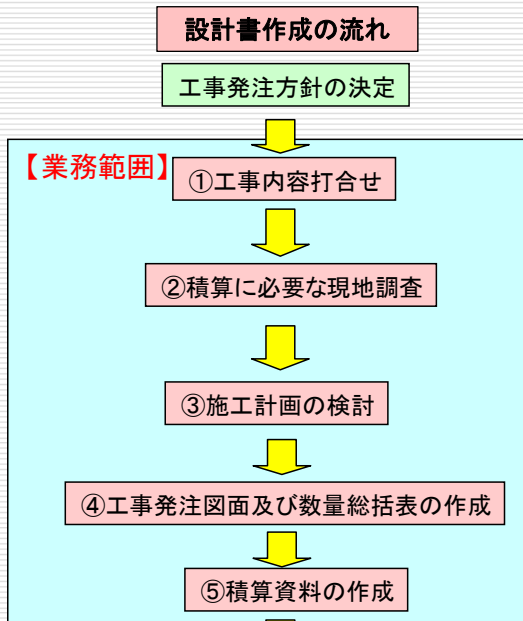 設計書作成の流れ
工事発注方針の決定
【業務範囲】
①工事内容打合せ
②積算に必要な現地調査
③施工計画の検討
④工事発注図面及び数量総括表の作成
⑤積算資料の作成